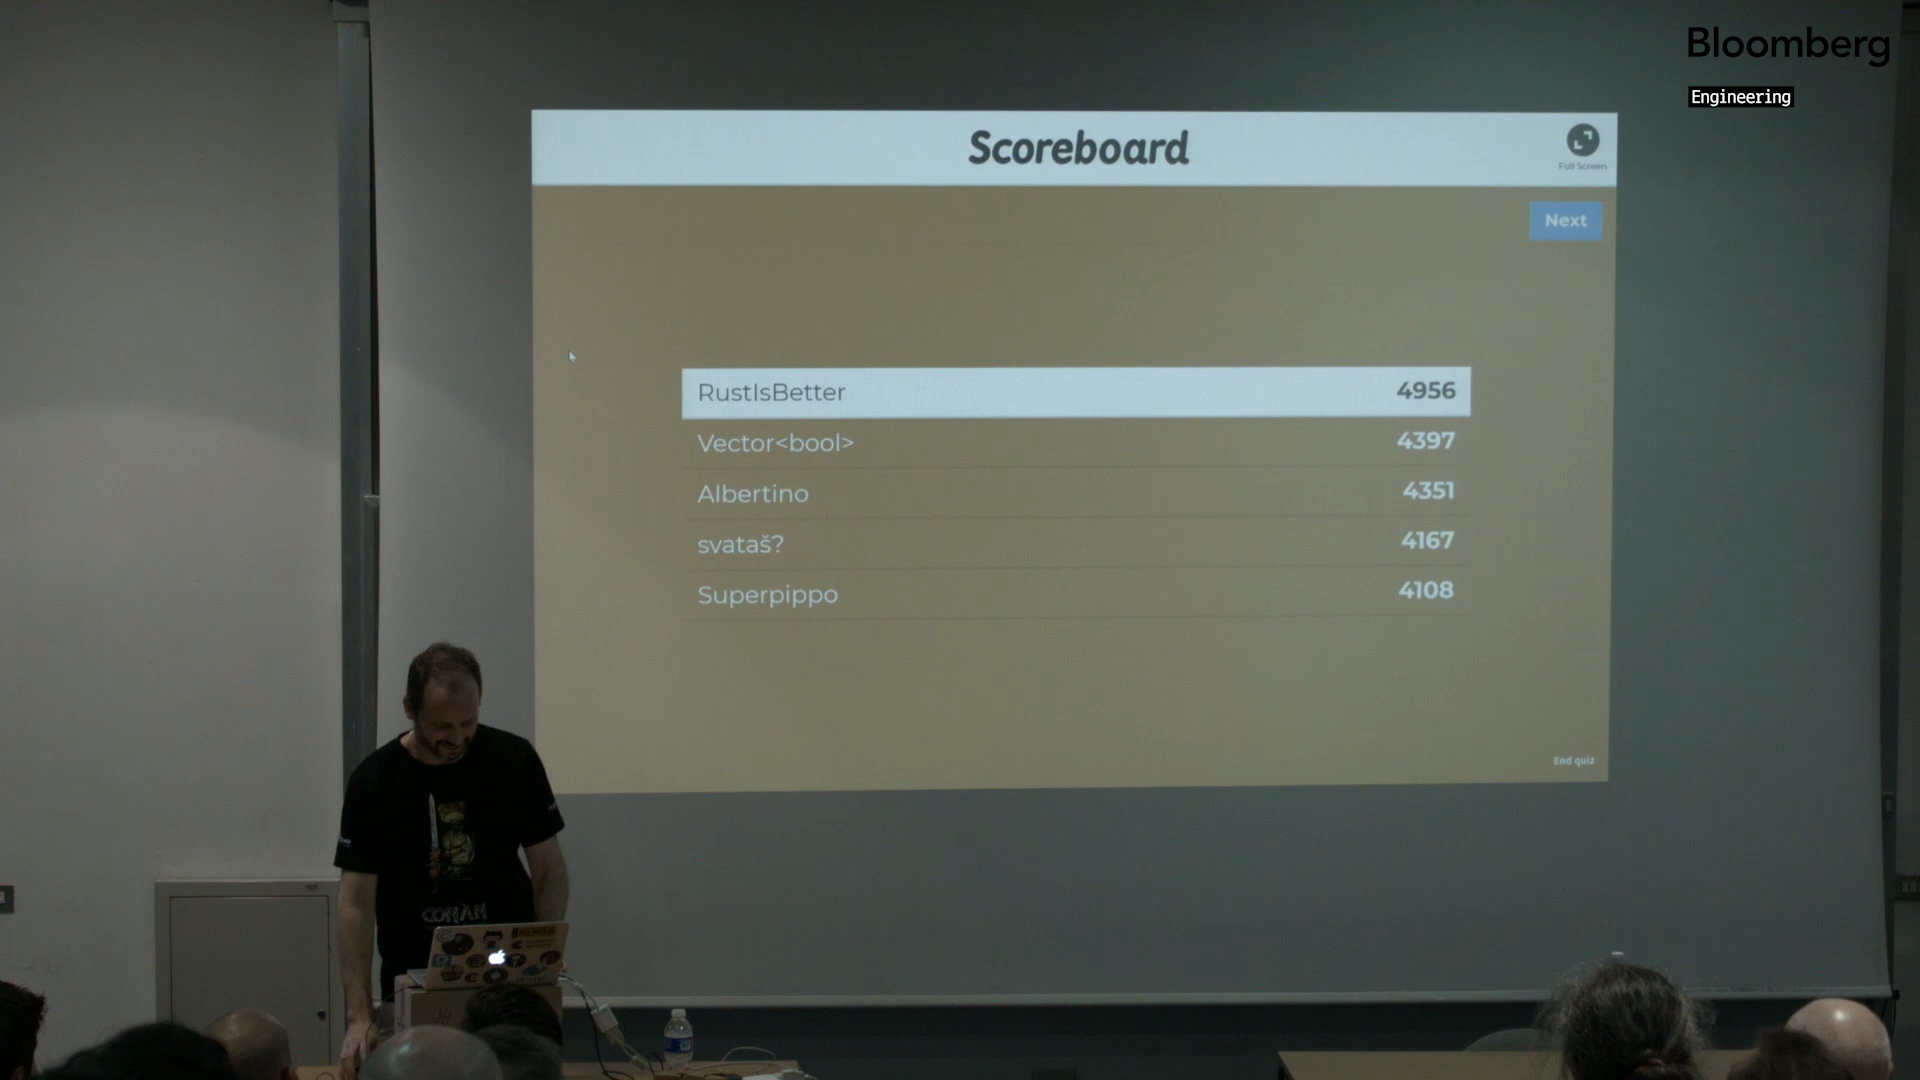 Bloomberg
Engineering
Scoreboard
Full Screen
Next
RustIsBetter 4956
Vector<bool> 4397
Albertino 4351
svataš? 4167
Superpippo 4108
End quiz
CONAN